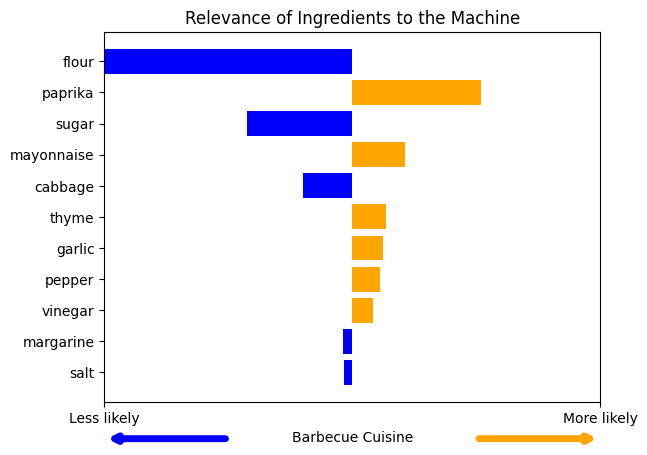 Relevance of Ingredients to the Machine
flour
paprika
sugar
mayonnaise
cabbage
thyme
garlic
pepper
vinegar
margarine
salt
Less likely
More likely
Barbecue Cuisine